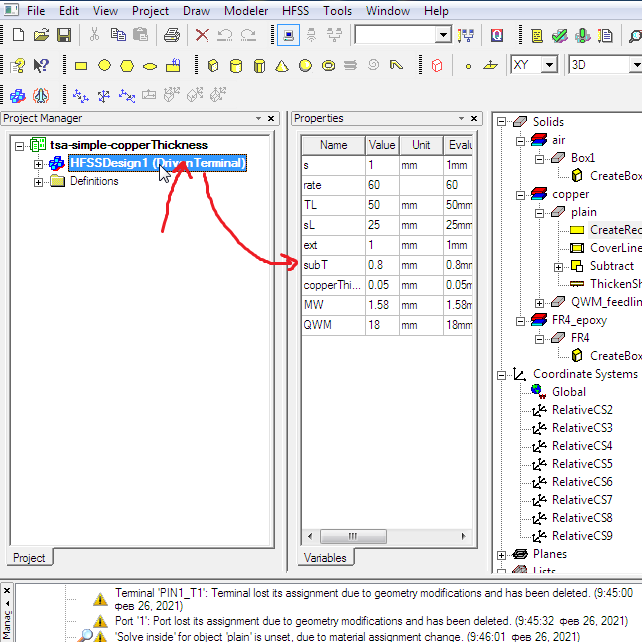 File Edit View Project Draw Modeler HFSS Tools Window Help
XY 3D
Project Manager
tsa-simple-copperThickness
HFSSDesign1 (DrivenTerminal)
Definitions
Project
Properties
Name Value Unit Evalu
s 1 mm 1mm
rate 60 60
TL 50 mm 50mm
sL 25 mm 25mm
ext 1 mm 1mm
subT 0.8 mm 0.8mm
copperThi... 0.05 mm 0.05m
MW 1.58 mm 1.58m
QWM 18 mm 18mm
Variables
Solids
air
Box1
CreateBox
copper
plain
CreateRec
CoverLine
Subtract
ThickenSh
QWM_feedlin
FR4_epoxy
FR4
CreateBox
Coordinate Systems
Global
RelativeCS2
RelativeCS3
RelativeCS4
RelativeCS5
RelativeCS6
RelativeCS7
RelativeCS8
RelativeCS9
Planes
Lists
Manag
Terminal 'PIN1_T1': Terminal lost its assignment due to geometry modifications and has been deleted. (9:45:00
фев 26, 2021)
Port '1': Port lost its assignment due to geometry modifications and has been deleted. (9:45:32 фев 26, 2021)
'Solve inside' for object 'plain' is unset, due to material assignment change. (9:46:01 фев 26, 2021)